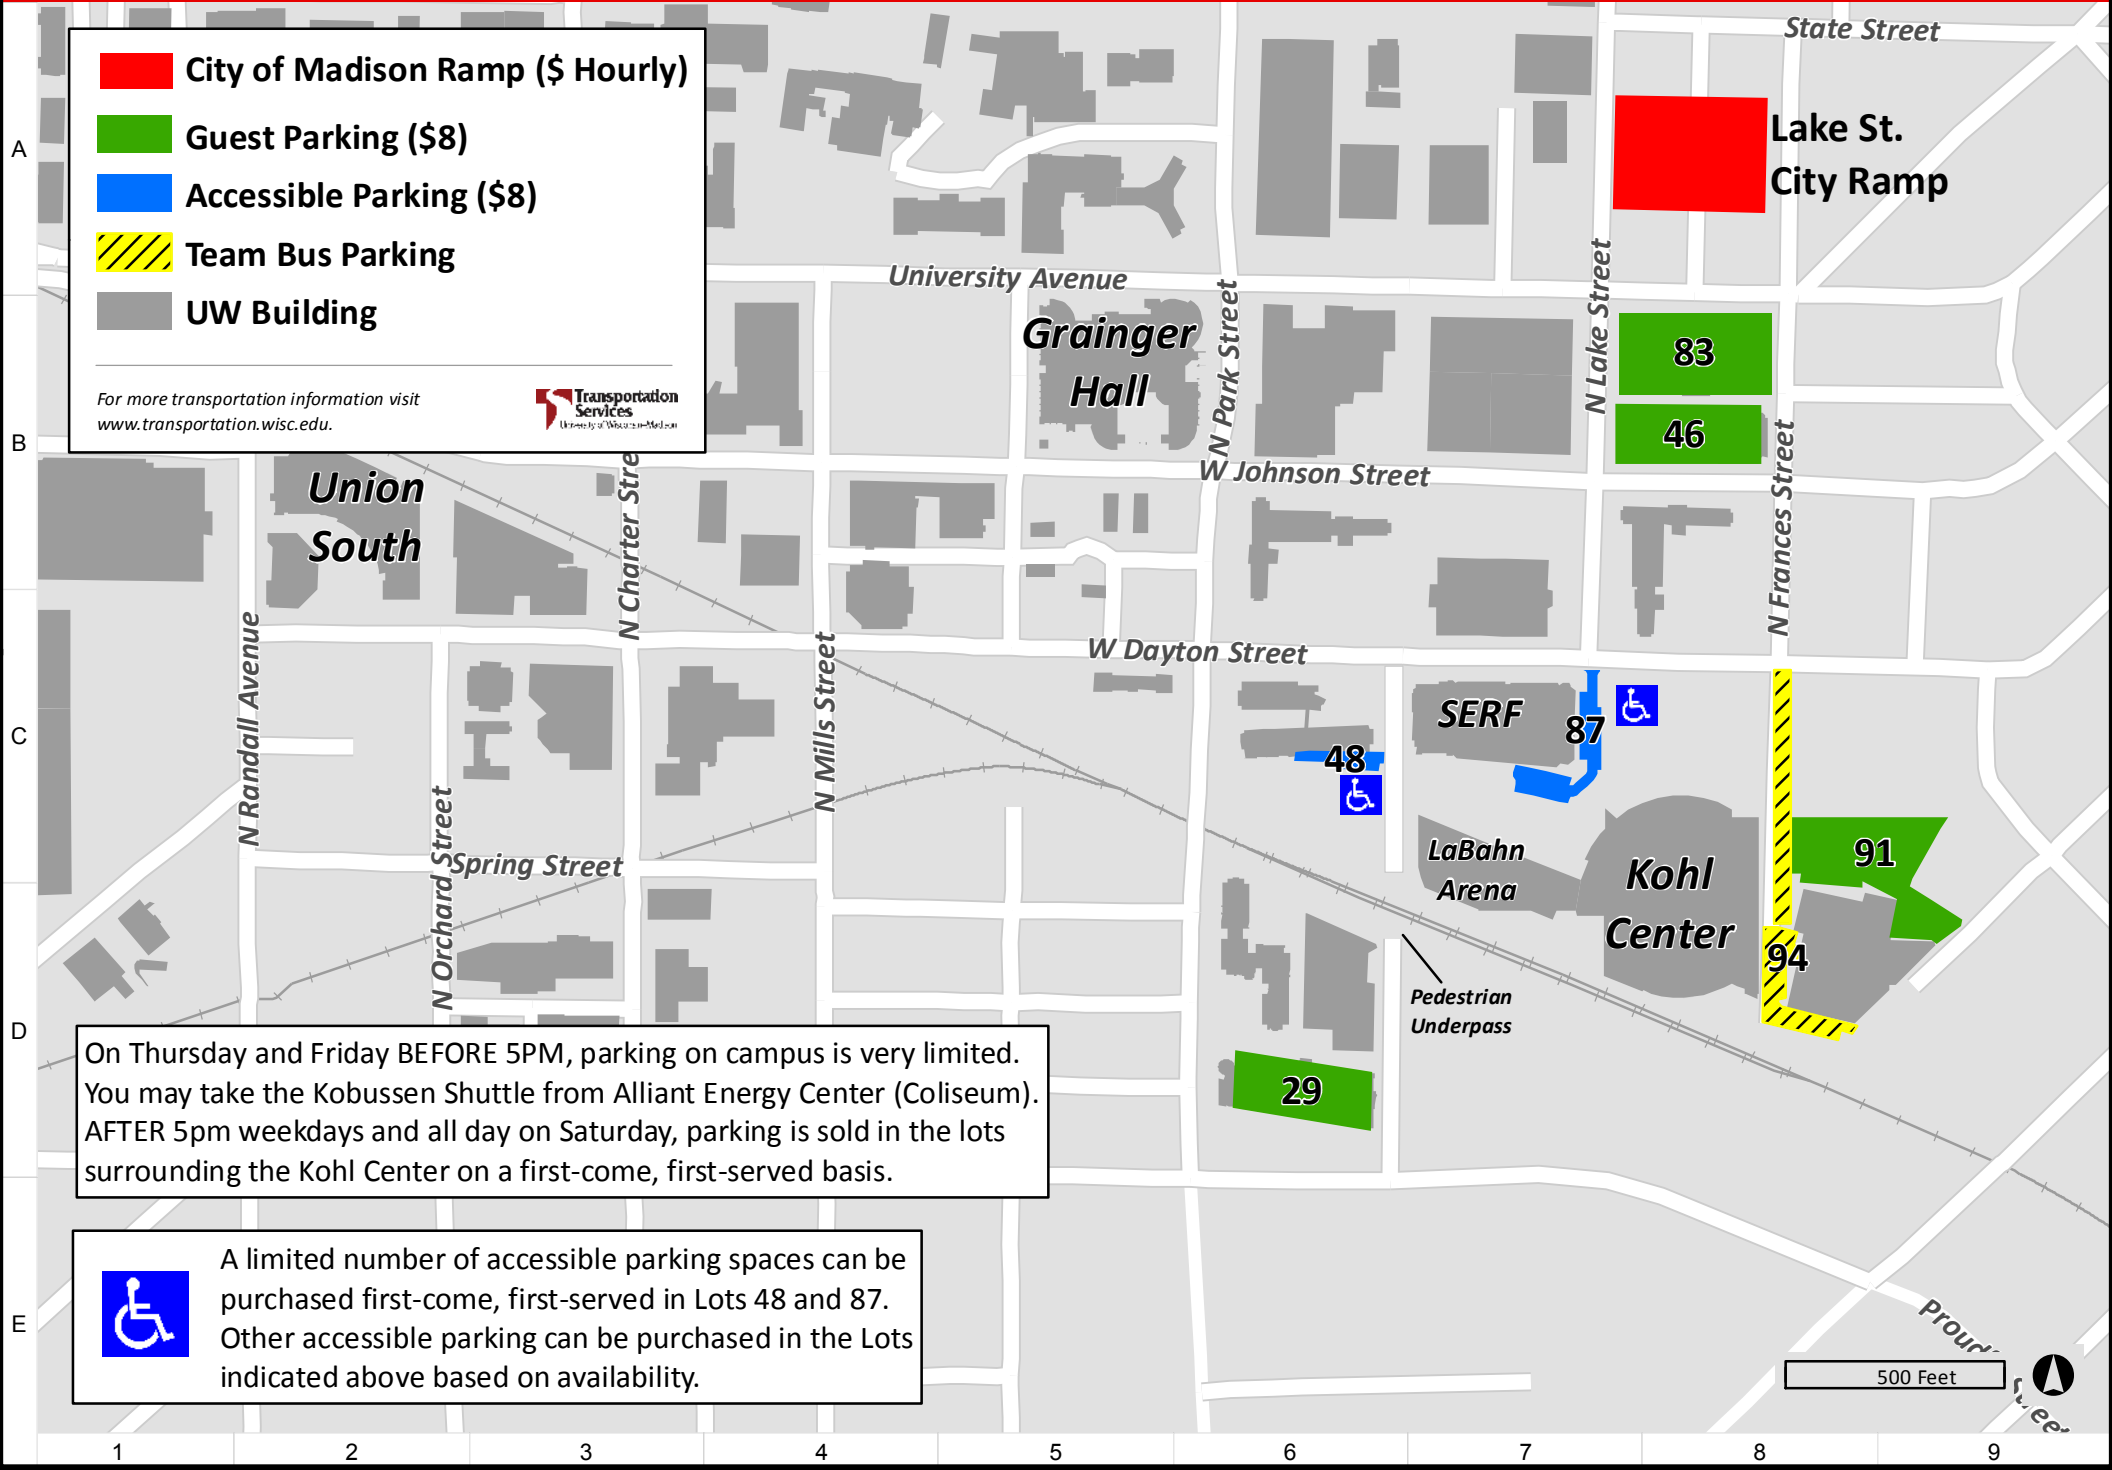 State Street
City of Madison Ramp ($ Hourly)
Guest Parking ($8)
Accessible Parking ($8)
Team Bus Parking
UW Building
For more transportation information visit
www.transportation.wisc.edu.
Transportation
Services
University of Wisconsin-Madison
Lake St.
City Ramp
A
University Avenue
N Lake Street
N Park Street
Grainger
Hall
83
46
B
W Johnson Street
N Frances Street
Union
South
N Charter Stre
W Dayton Street
N Randall Avenue
N Mills Street
SERF
87
48
C
N Orchard Street
Spring Street
LaBahn
Arena
Kohl
Center
91
94
Pedestrian
Underpass
D
29
On Thursday and Friday BEFORE 5PM, parking on campus is very limited.
You may take the Kobussen Shuttle from Alliant Energy Center (Coliseum).
AFTER 5pm weekdays and all day on Saturday, parking is sold in the lots
surrounding the Kohl Center on a first-come, first-served basis.
A limited number of accessible parking spaces can be
purchased first-come, first-served in Lots 48 and 87.
Other accessible parking can be purchased in the Lots
indicated above based on availability.
E
500 Feet
1 2 3 4 5 6 7 8 9